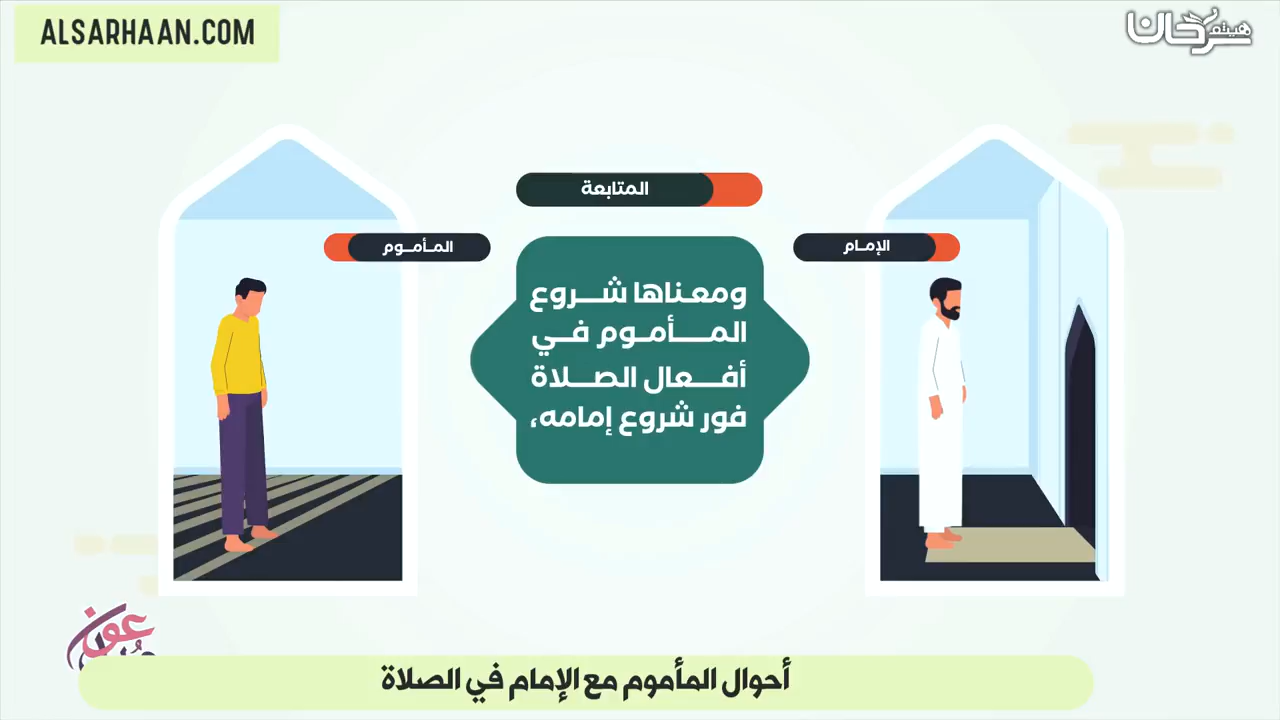 ALSARHAAN.COM
هيثم سرحان
المتابعة
الإمام
المأموم
ومعناها شروع
المأموم في
أفعال الصلاة
فور شروع إمامه،
عون
أحوال المأموم مع الإمام في الصلاة